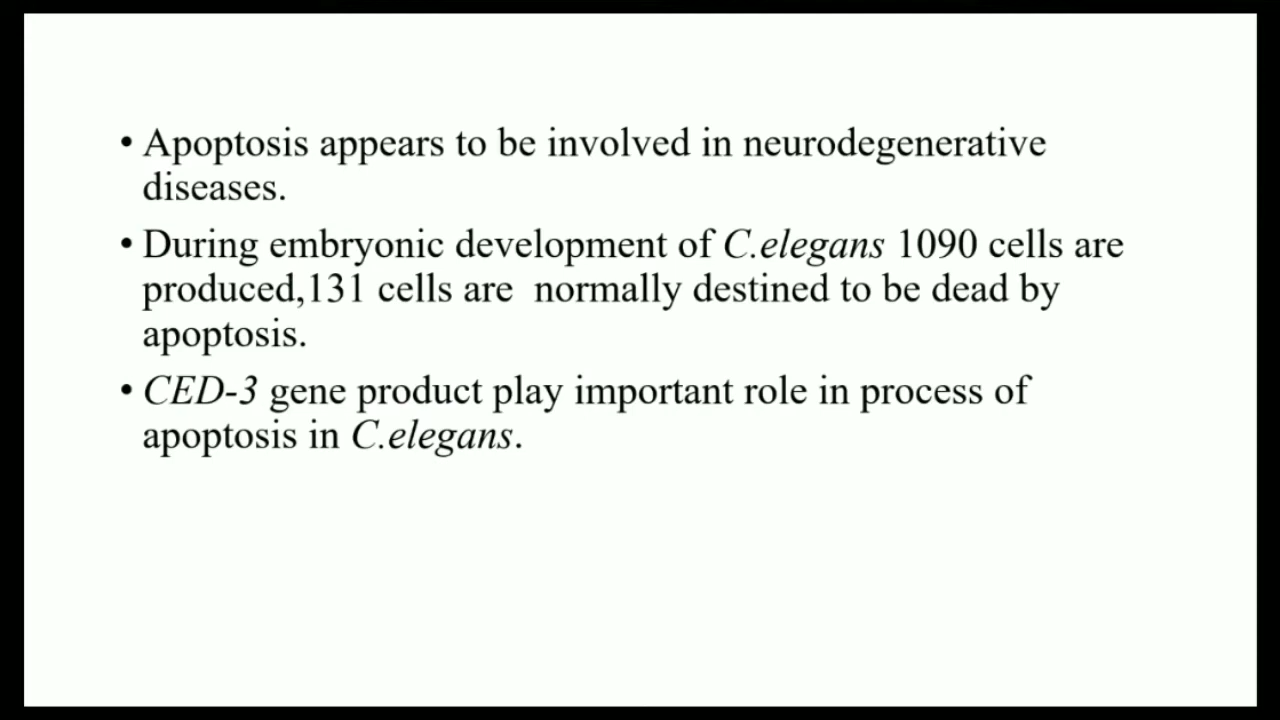 • Apoptosis appears to be involved in neurodegenerative
diseases.
• During embryonic development of C.elegans 1090 cells are
produced,131 cells are  normally destined to be dead by
apoptosis.
• CED-3 gene product play important role in process of
apoptosis in C.elegans.